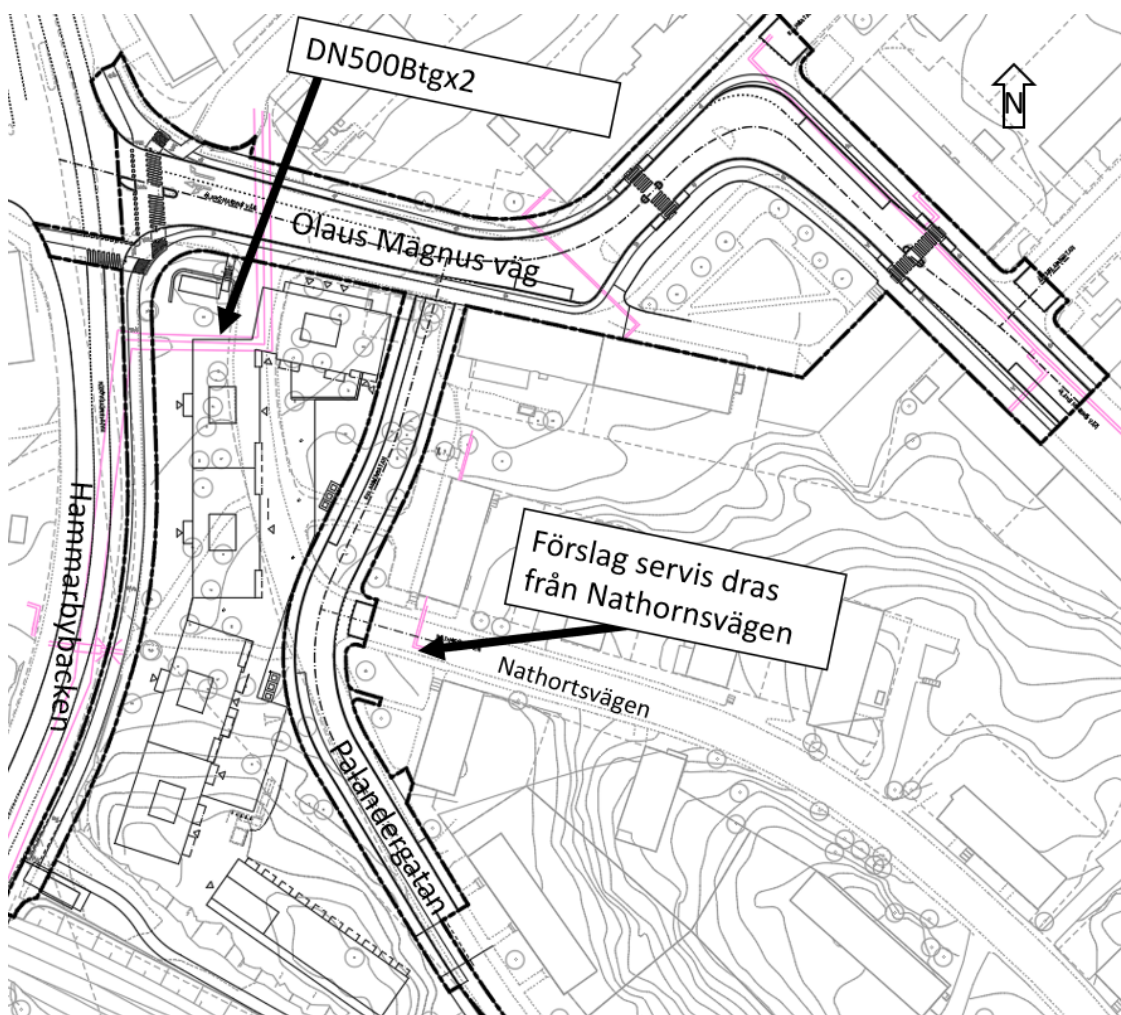 DN500Btgx2
N
Olaus Magnus väg
Hammarbybacken
Förslag servis dras
från Nathornsvägen
Nathortsvägen
Palandergatan